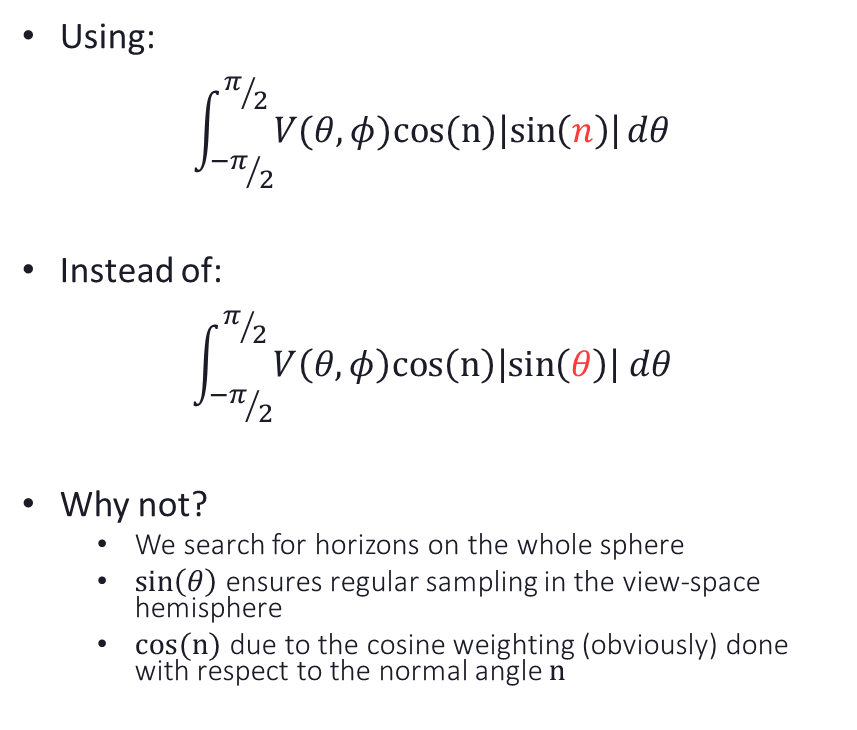 • Using:
∫_{-π/2}^{π/2} V(θ, ϕ)cos(n)|sin(n)| dθ
• Instead of:
∫_{-π/2}^{π/2} V(θ, ϕ)cos(n)|sin(θ)| dθ
• Why not?
• We search for horizons on the whole sphere
• sin(θ) ensures regular sampling in the view-space
hemisphere
• cos(n) due to the cosine weighting (obviously) done
with respect to the normal angle n